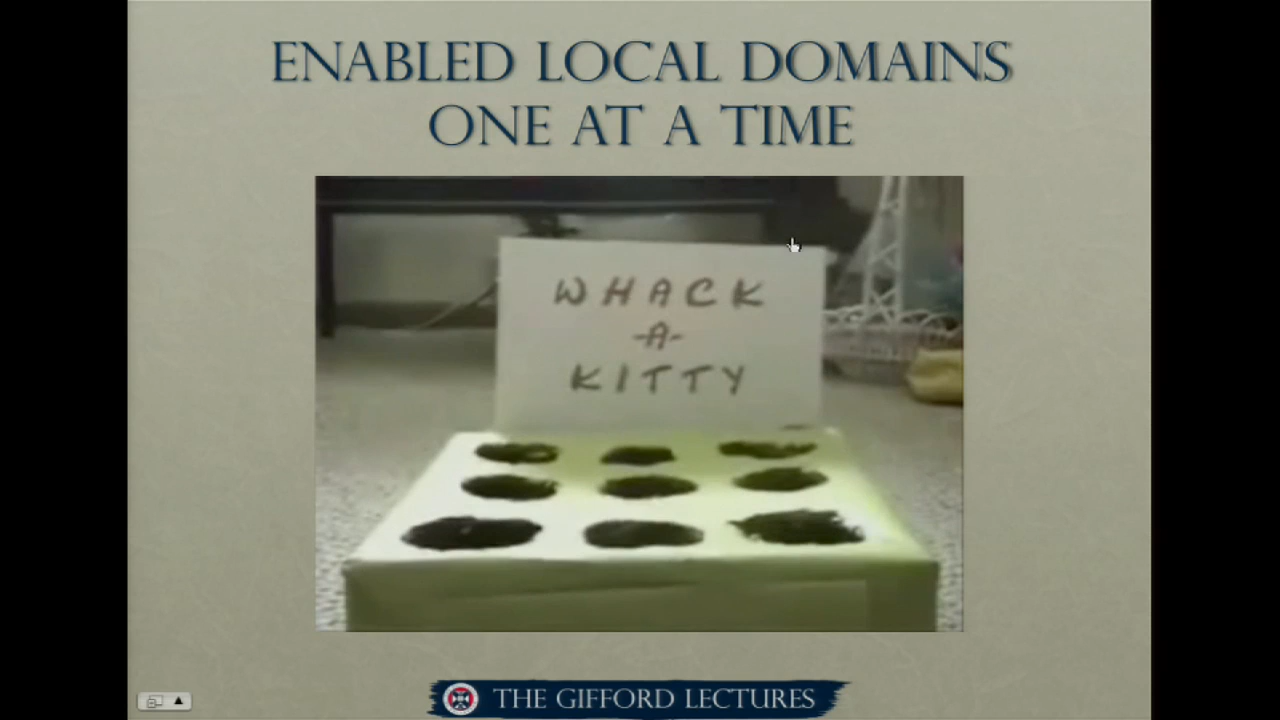 ENABLED LOCAL DOMAINS
ONE AT A TIME
WHACK
-A-
KITTY
THE GIFFORD LECTURES